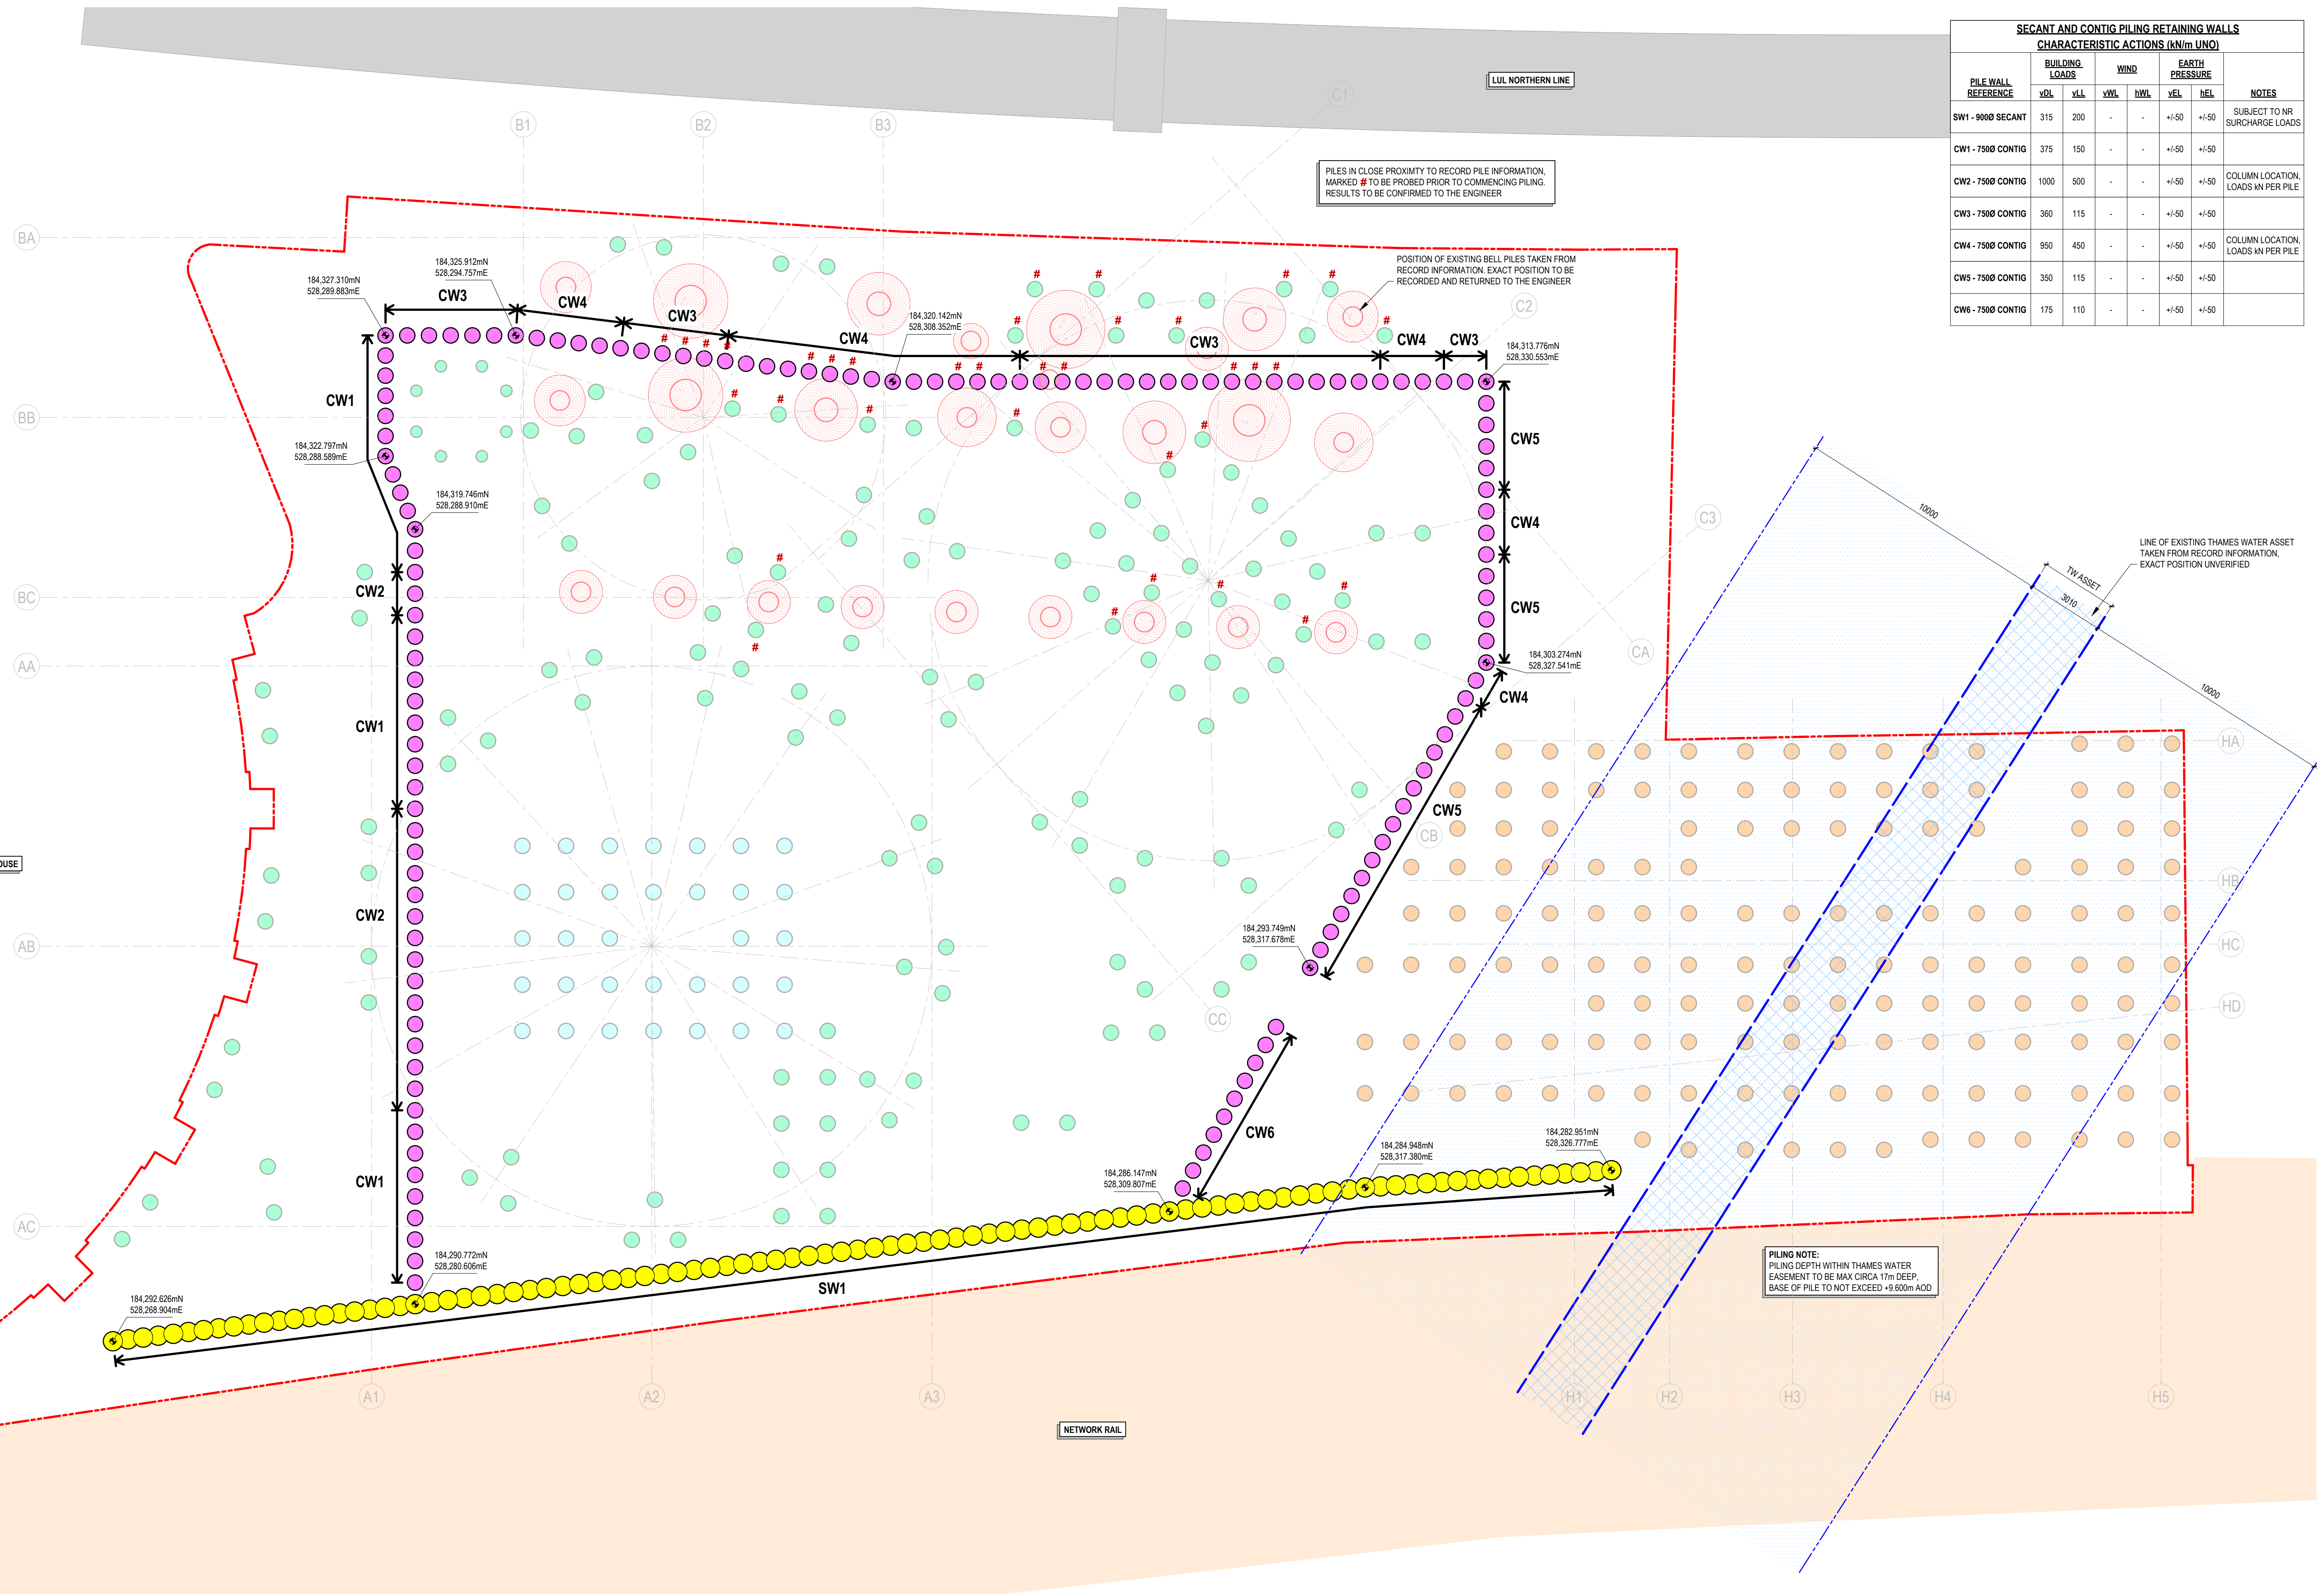 SECANT AND CONTIG PILING RETAINING WALLS
CHARACTERISTIC ACTIONS (kN/m UNO)
PILE WALL REFERENCE BUILDING LOADS WIND EARTH PRESSURE NOTES
vDL vLL vWL hWL vEL hEL
SW1 - 900Ø SECANT 315 200 - - +/-50 +/-50 SUBJECT TO NR SURCHARGE LOADS
CW1 - 750Ø CONTIG 375 150 - - +/-50 +/-50
CW2 - 750Ø CONTIG 1000 500 - - +/-50 +/-50 COLUMN LOCATION, LOADS kN PER PILE
CW3 - 750Ø CONTIG 360 115 - - +/-50 +/-50
CW4 - 750Ø CONTIG 950 450 - - +/-50 +/-50 COLUMN LOCATION, LOADS kN PER PILE
CW5 - 750Ø CONTIG 350 115 - - +/-50 +/-50
CW6 - 750Ø CONTIG 175 110 - - +/-50 +/-50
LUL NORTHERN LINE
C1
B1 B2 B3
PILES IN CLOSE PROXIMTY TO RECORD PILE INFORMATION,
MARKED # TO BE PROBED PRIOR TO COMMENCING PILING.
RESULTS TO BE CONFIRMED TO THE ENGINEER
BA
POSITION OF EXISTING BELL PILES TAKEN FROM
RECORD INFORMATION. EXACT POSITION TO BE
RECORDED AND RETURNED TO THE ENGINEER
184,325.912mN
528,294.757mE
184,327.310mN
528,289.883mE
CW3
CW4
CW3
CW4
184,320.142mN
528,308.352mE
CW3
CW4
CW3
C2
184,313.776mN
528,330.553mE
CW1
BB
184,322.797mN
528,288.589mE
CW5
184,319.746mN
528,288.910mE
CW4
C3
10000
LINE OF EXISTING THAMES WATER ASSET
TAKEN FROM RECORD INFORMATION,
EXACT POSITION UNVERIFIED
TW ASSET
3010
10000
BC
CW2
CW5
AA
184,303.274mN
528,327.541mE
CA
CW4
CW1
HA
CW5
CB
OUSE
HB
CW2
184,293.749mN
528,317.678mE
AB
HC
CC
HD
CW6
184,284.948mN
528,317.380mE
184,282.951mN
528,326.777mE
184,286.147mN
528,309.807mE
CW1
AC
184,290.772mN
528,280.606mE
SW1
184,292.626mN
528,268.904mE
PILING NOTE:
PILING DEPTH WITHIN THAMES WATER
EASEMENT TO BE MAX CIRCA 17m DEEP,
BASE OF PILE TO NOT EXCEED +9.600m AOD
A1 A2 A3 H1 H2 H3 H4 H5
NETWORK RAIL